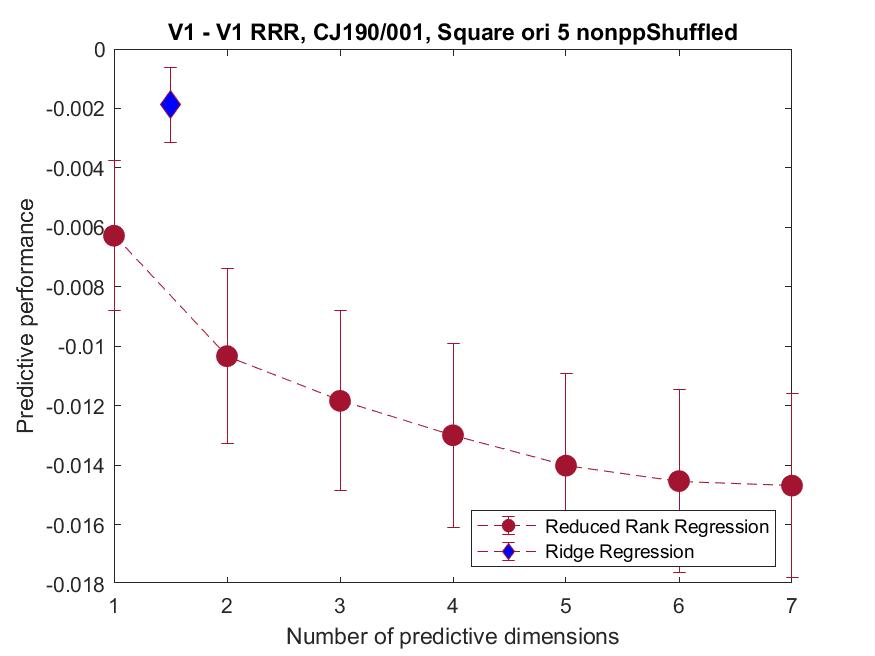 V1 - V1 RRR, CJ190/001, Square ori 5 nonppShuffled
0
-0.002
-0.004
-0.006
-0.008
-0.01
-0.012
-0.014
-0.016
-0.018
Predictive performance
Reduced Rank Regression
Ridge Regression
1 2 3 4 5 6 7
Number of predictive dimensions